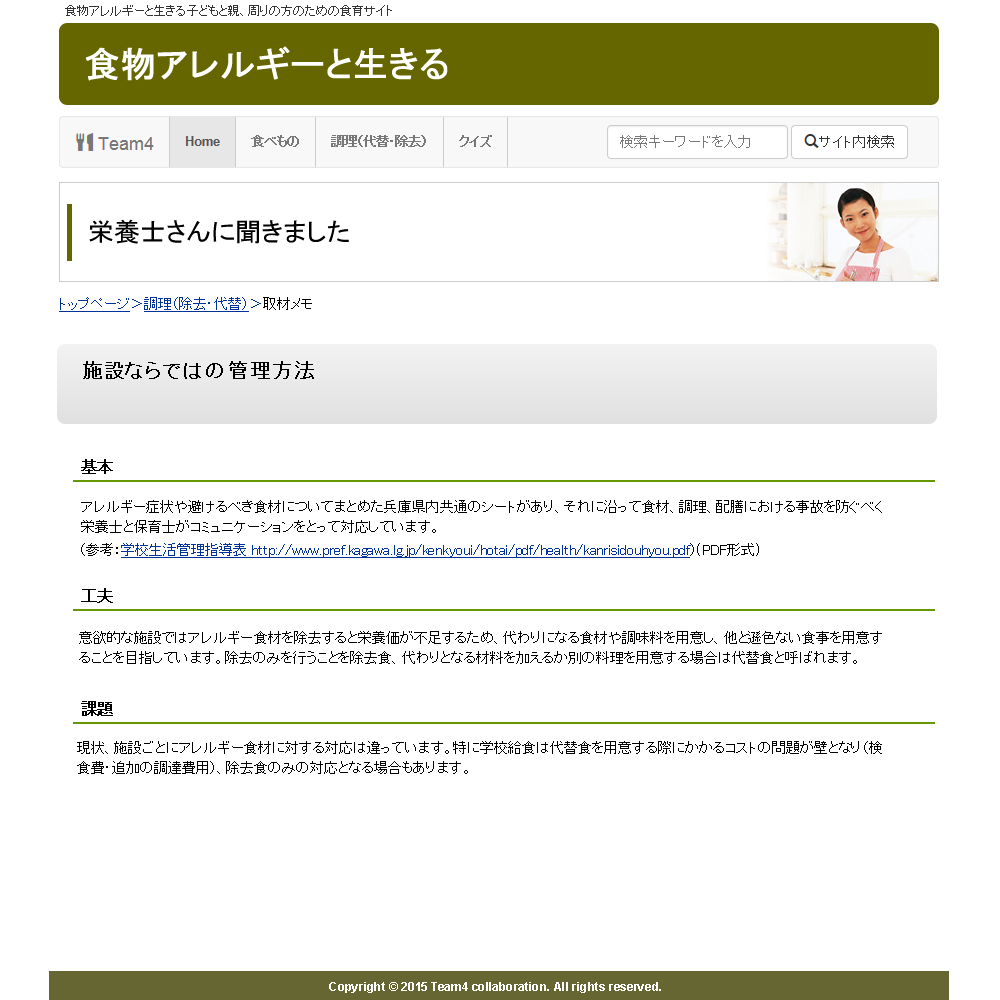 食物アレルギーと生きる子どもと親、周りの方のための食育サイト
食物アレルギーと生きる
Team4 Home 食べもの 調理(代替・除去) クイズ 検索キーワードを入力 サイト内検索
栄養士さんに聞きました
トップページ>調理(除去・代替)>取材メモ
施設ならではの管理方法
基本
アレルギー症状や避けるべき食材についてまとめた兵庫県内共通のシートがあり、それに沿って食材、調理、配膳における事故を防ぐべく
栄養士と保育士がコミュニケーションをとって対応しています。
(参考:学校生活管理指導表 http://www.pref.kagawa.lg.jp/kenkyoui/hotai/pdf/health/kanrisidouhyou.pdf)(PDF形式)
工夫
意欲的な施設ではアレルギー食材を除去すると栄養価が不足するため、代わりになる食材や調味料を用意し、他と遜色ない食事を用意す
ることを目指しています。除去のみを行うことを除去食、代わりとなる材料を加えるか別の料理を用意する場合は代替食と呼ばれます。
課題
現状、施設ごとにアレルギー食材に対する対応は違っています。特に学校給食は代替食を用意する際にかかるコストの問題が壁となり(検
食費・追加の調達費用)、除去食のみの対応となる場合もあります。
Copyright © 2015 Team4 collaboration. All rights reserved.